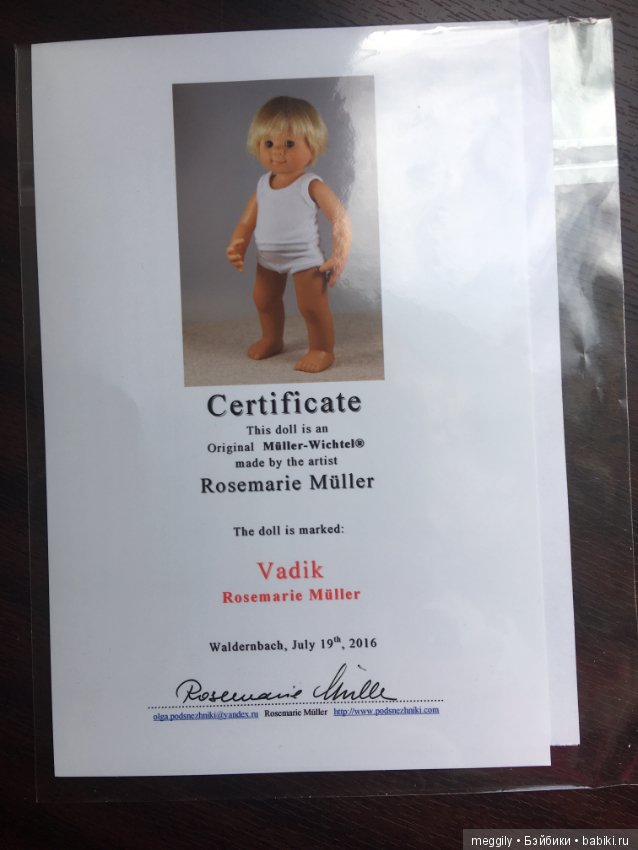 Certificate
This doll is an
Original Müller-Wichtel®
made by the artist
Rosemarie Müller
The doll is marked:
Vadik
Rosemarie Müller
Waldernbach, July 19th, 2016
Rosemarie Müller
olga.podsnezhniki@yandex.ru Rosemarie Müller http://www.podsnezhniki.com
meggily • Бэйбики • babiki.ru